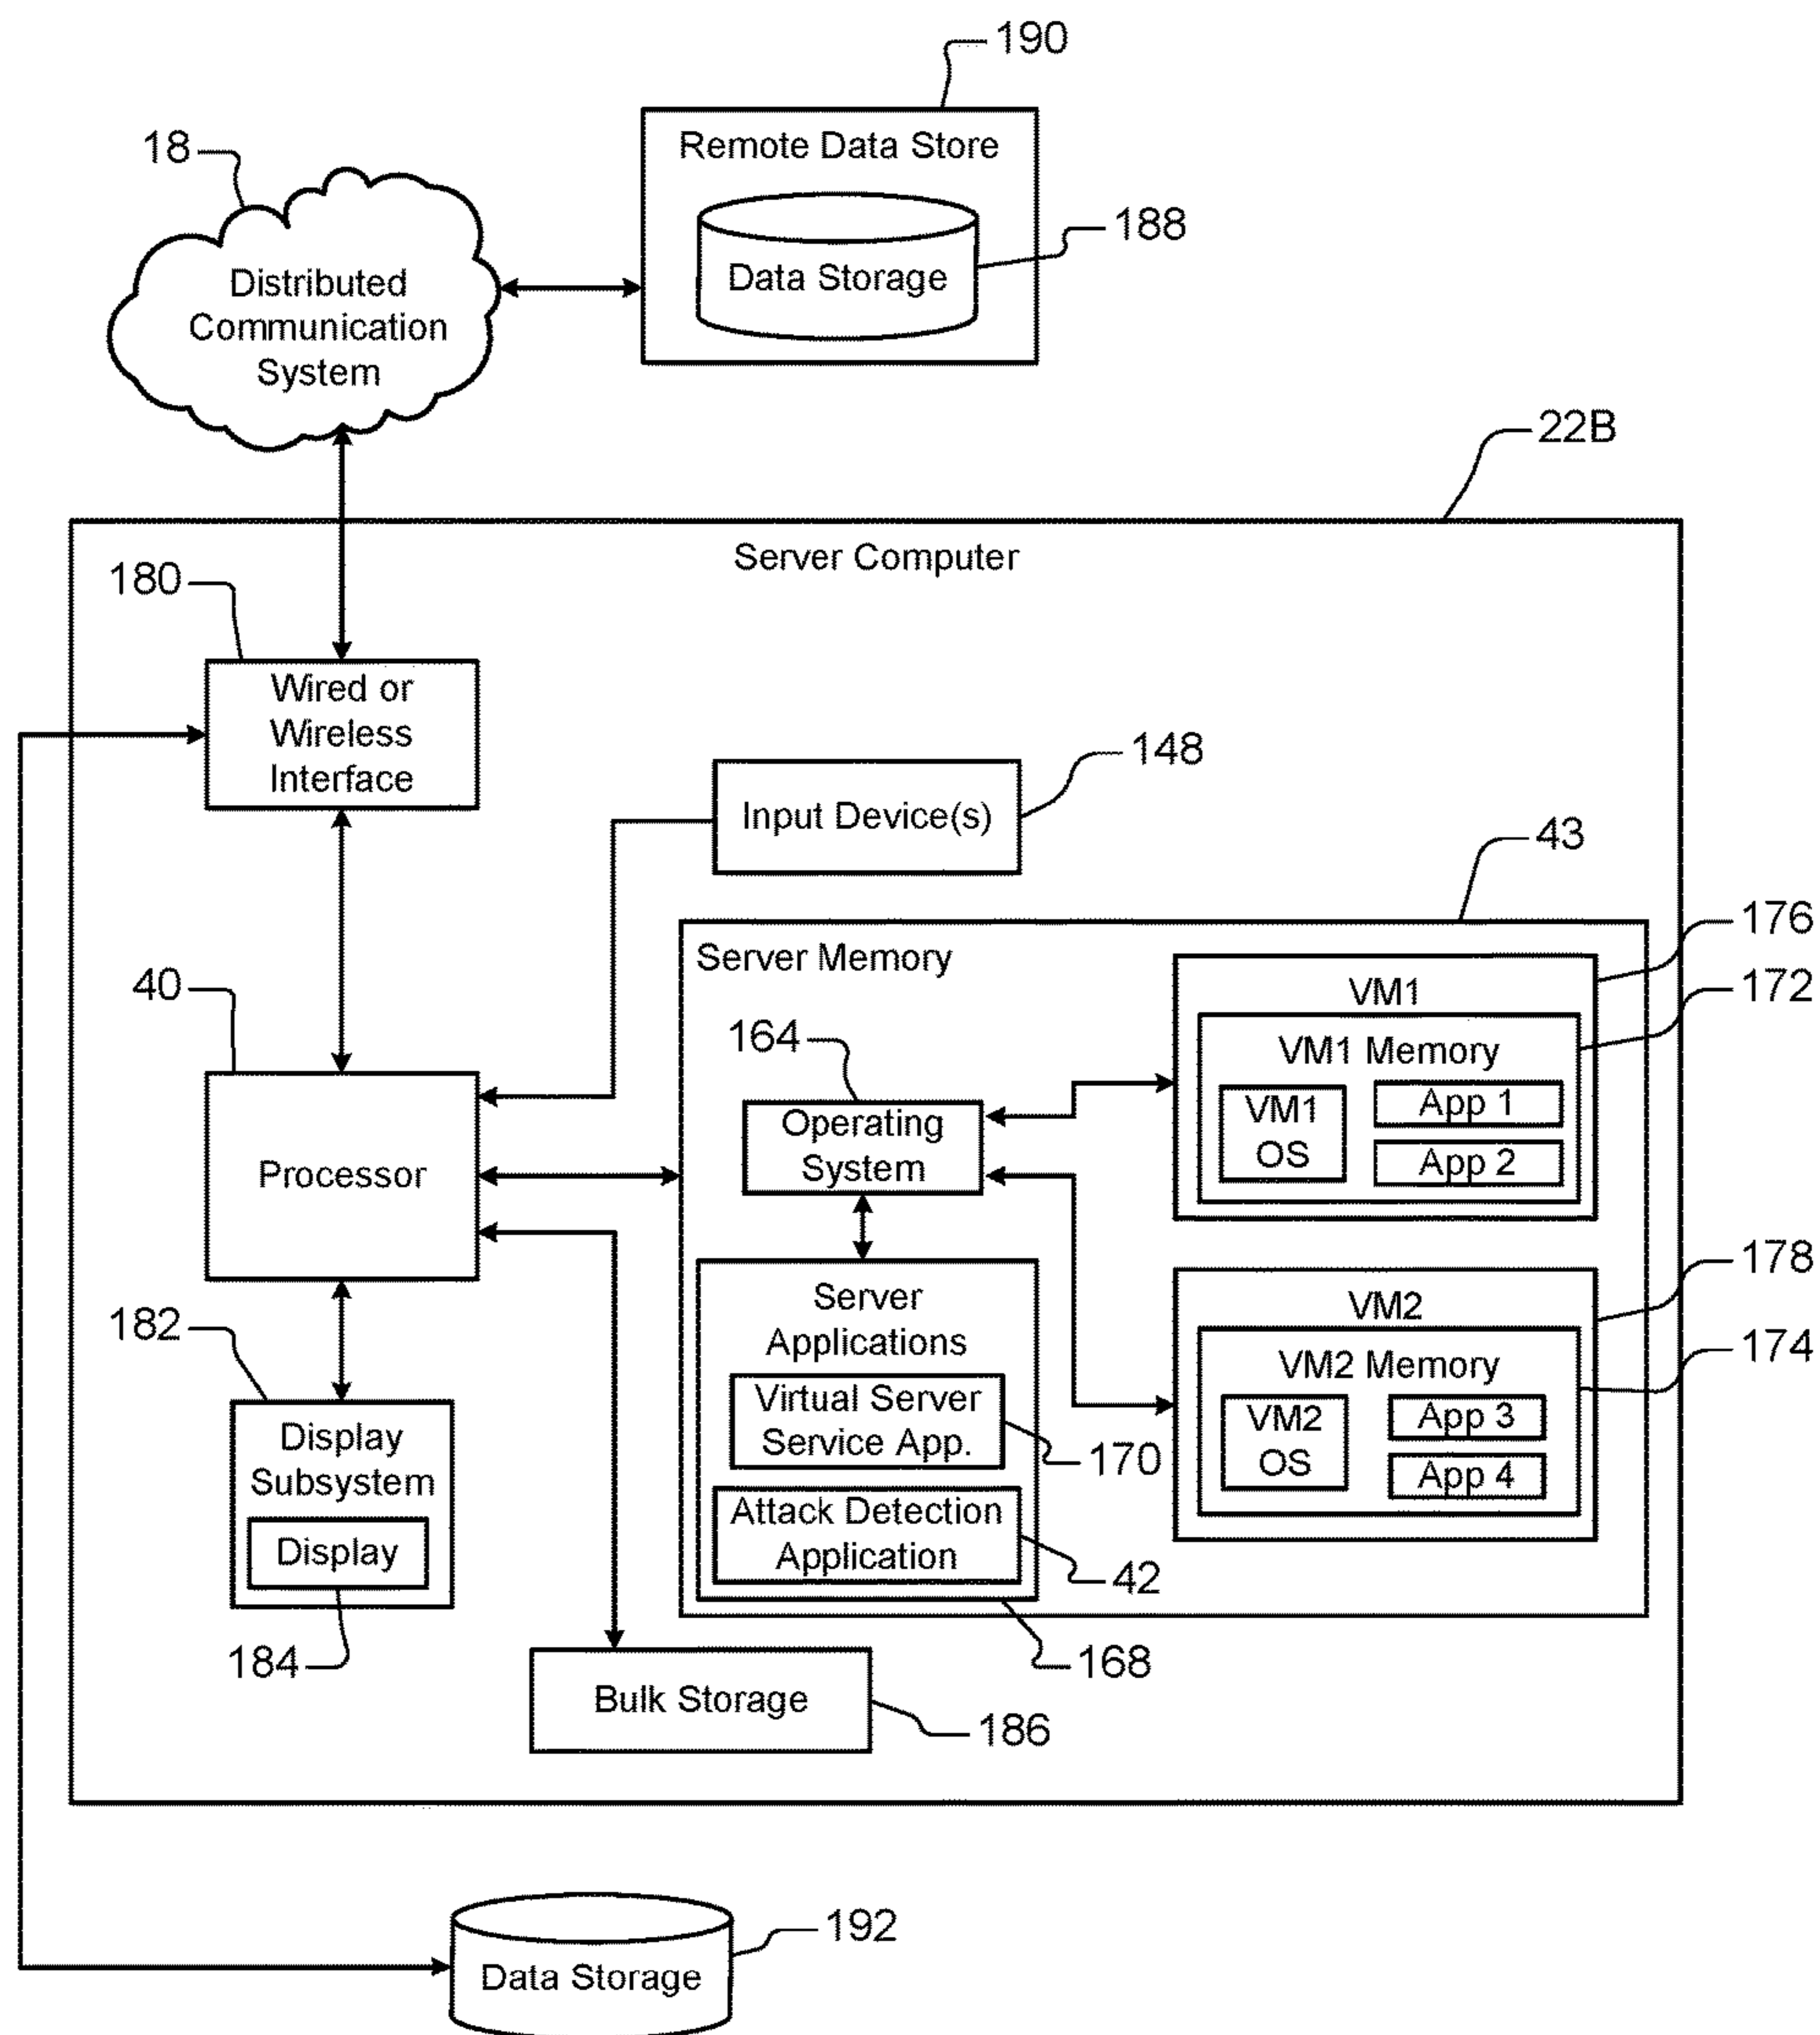 190
Remote Data Store
18
188
Data Storage
Distributed
Communication
System
22B
Server Computer
180
Wired or
Wireless
Interface
148
Input Device(s)
43
176
Server Memory
VM1
172
40
164
VM1 Memory
VM1
OS
App 1
App 2
Operating
System
Processor
178
Server
Applications
VM2
182
174
VM2 Memory
Virtual Server
Service App.
VM2
OS
App 3
App 4
Display
Subsystem
170
Attack Detection
Application
Display
42
184
168
Bulk Storage
186
192
Data Storage